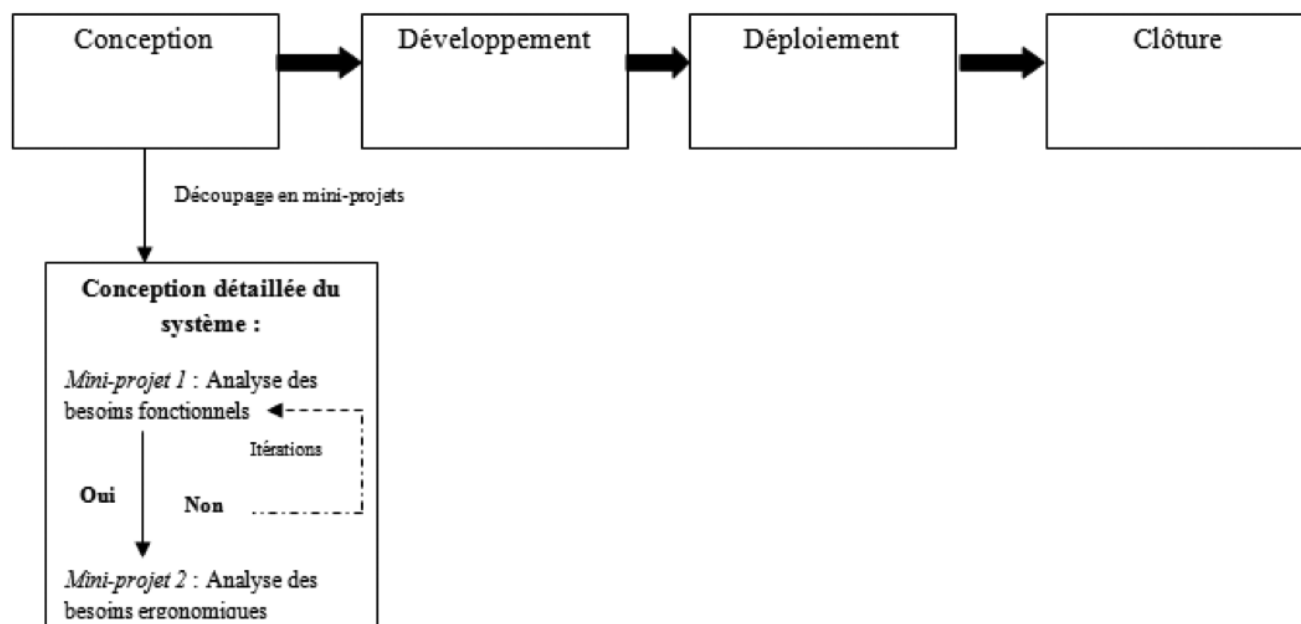 Conception
Développement
Déploiement
Clôture
Découpage en mini-projets
Conception détaillée du
système :
Mini-projet 1 : Analyse des
besoins fonctionnels
Itérations
Oui
Non
Mini-projet 2 : Analyse des
besoins ergonomiques